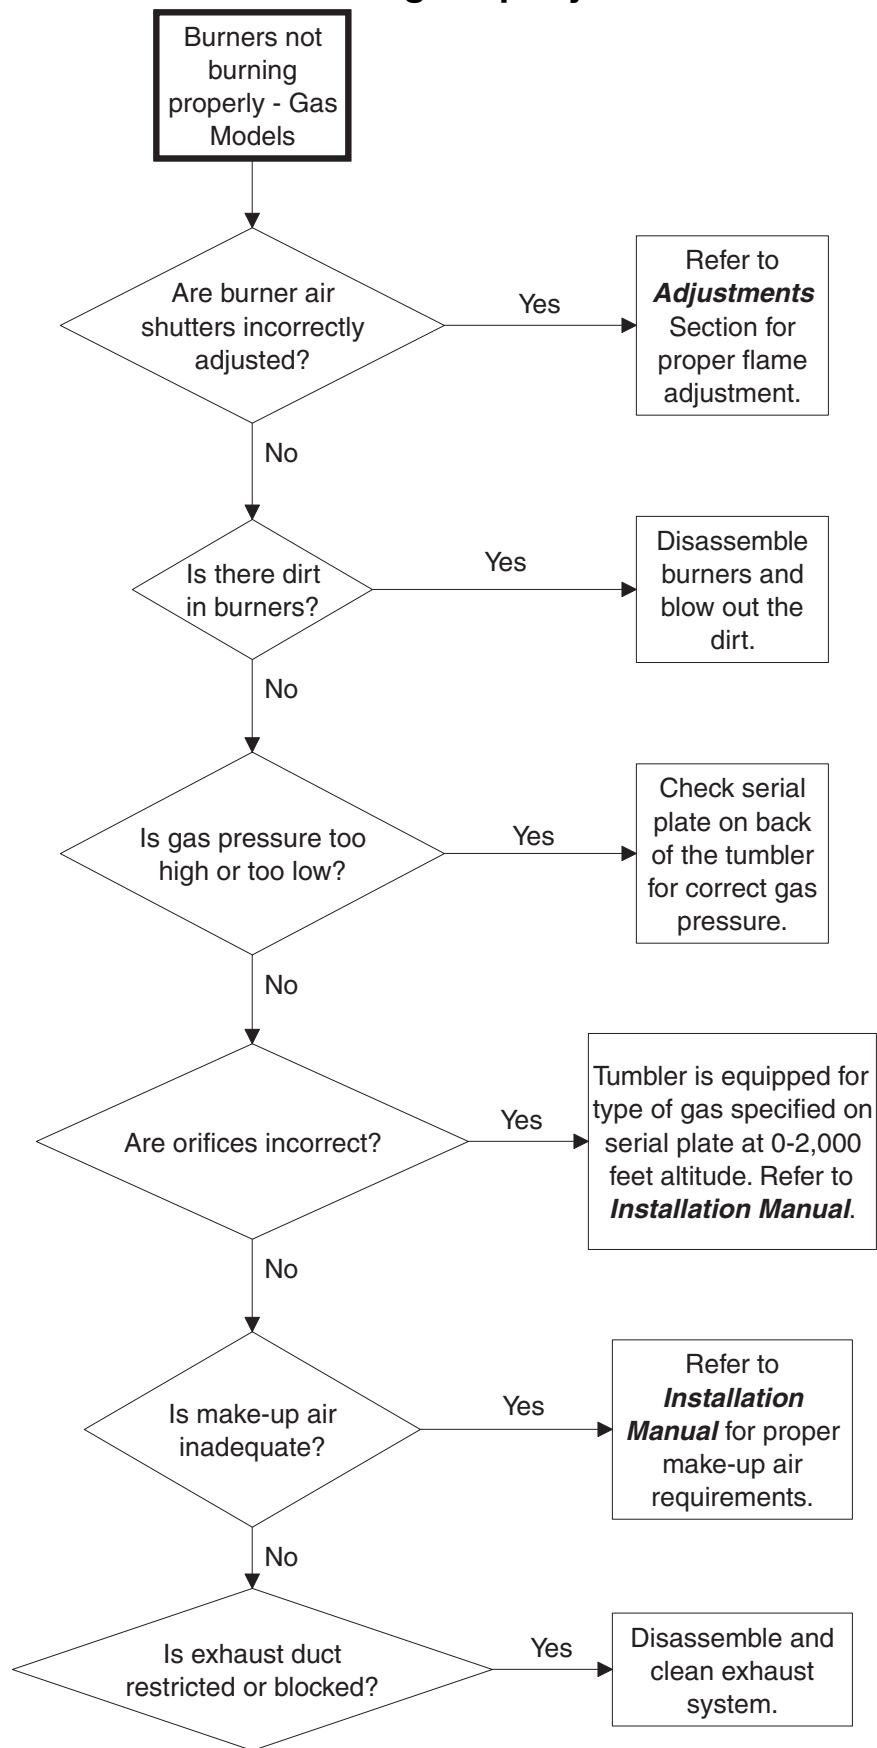 Burners not
burning
properly - Gas
Models
Are burner air
shutters incorrectly
adjusted?
Yes
Refer to
Adjustments
Section for
proper flame
adjustment.
No
Is there dirt
in burners?
Yes
Disassemble
burners and
blow out the
dirt.
No
Is gas pressure too
high or too low?
Yes
Check serial
plate on back
of the tumbler
for correct gas
pressure.
No
Are orifices incorrect?
Yes
Tumbler is equipped for
type of gas specified on
serial plate at 0-2,000
feet altitude. Refer to
Installation Manual.
No
Is make-up air
inadequate?
Yes
Refer to
Installation
Manual for proper
make-up air
requirements.
No
Is exhaust duct
restricted or blocked?
Yes
Disassemble and
clean exhaust
system.